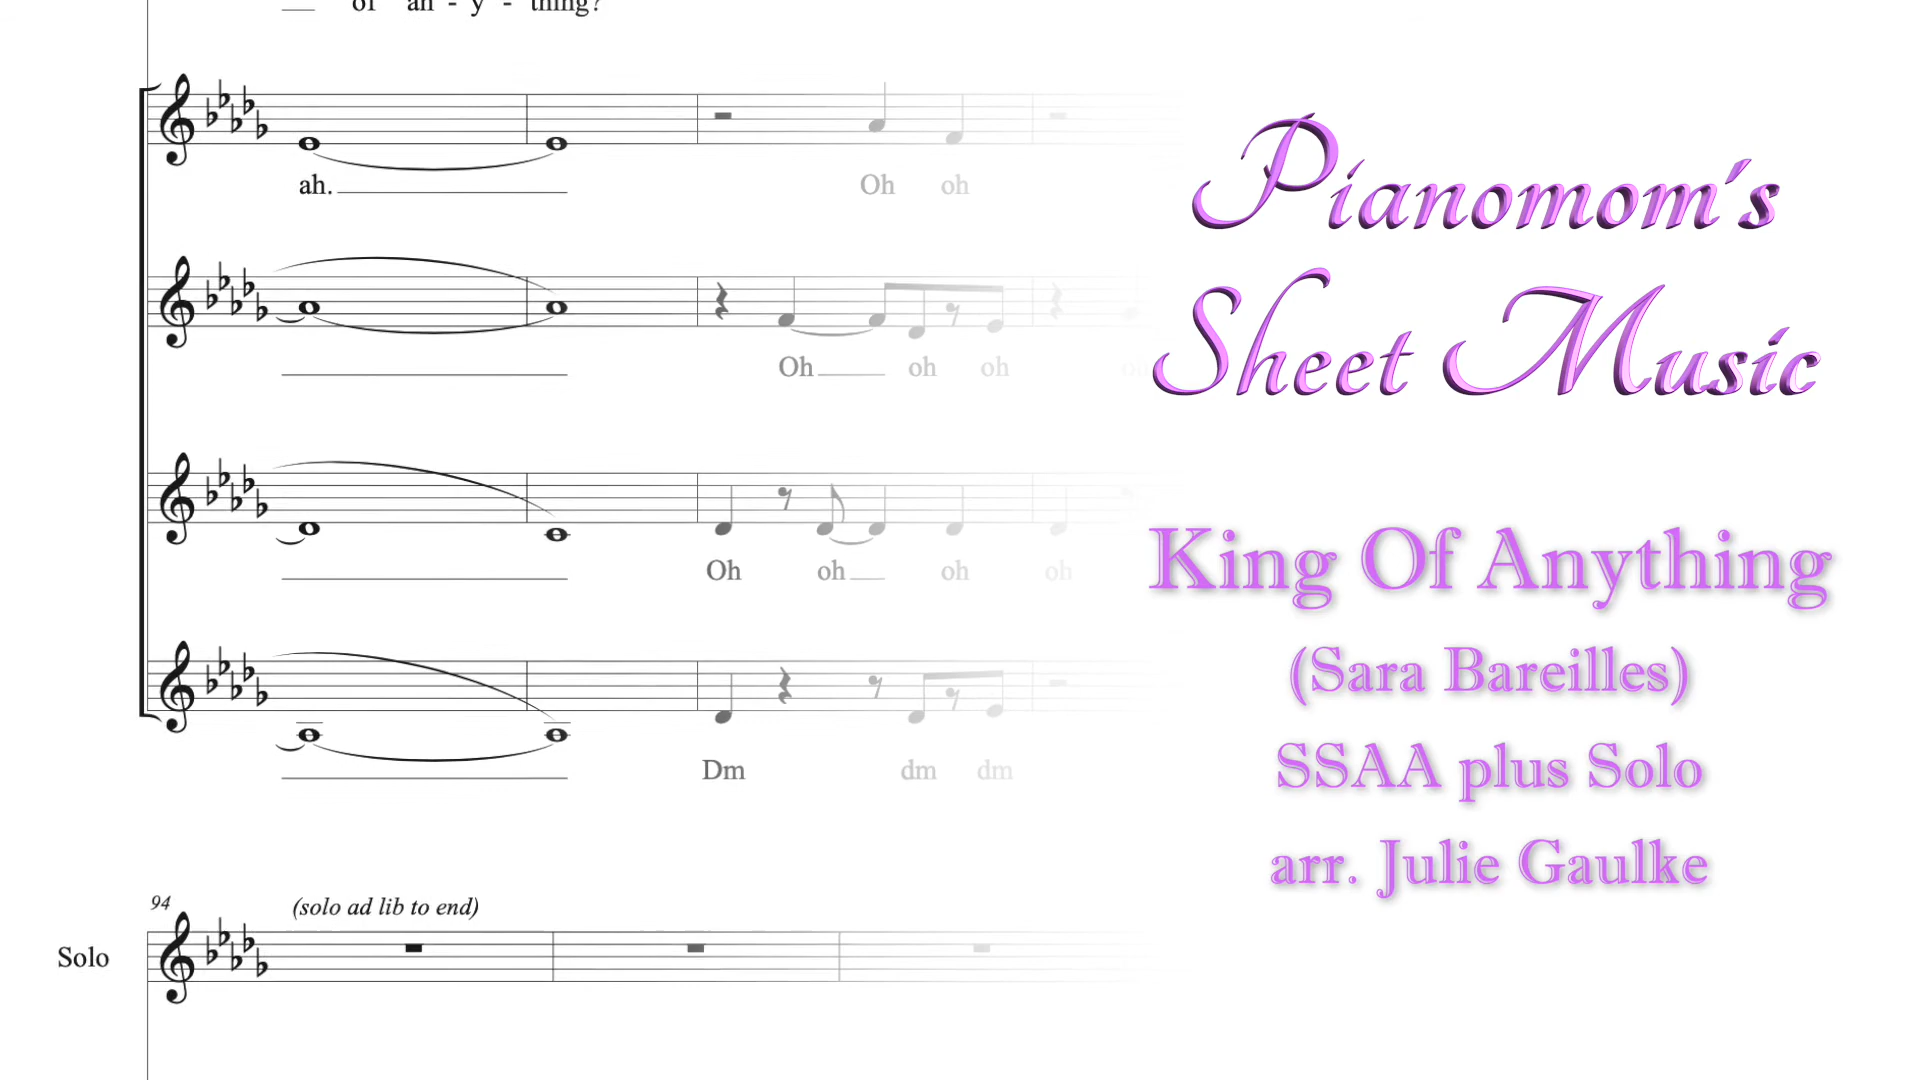 of an - y - thing?
ah. Oh oh
Oh oh oh oh
Oh oh oh oh
Dm dm dm
94 (solo ad lib to end)
Solo
Pianomom's
Sheet Music
King Of Anything
(Sara Bareilles)
SSAA plus Solo
arr. Julie Gaulke